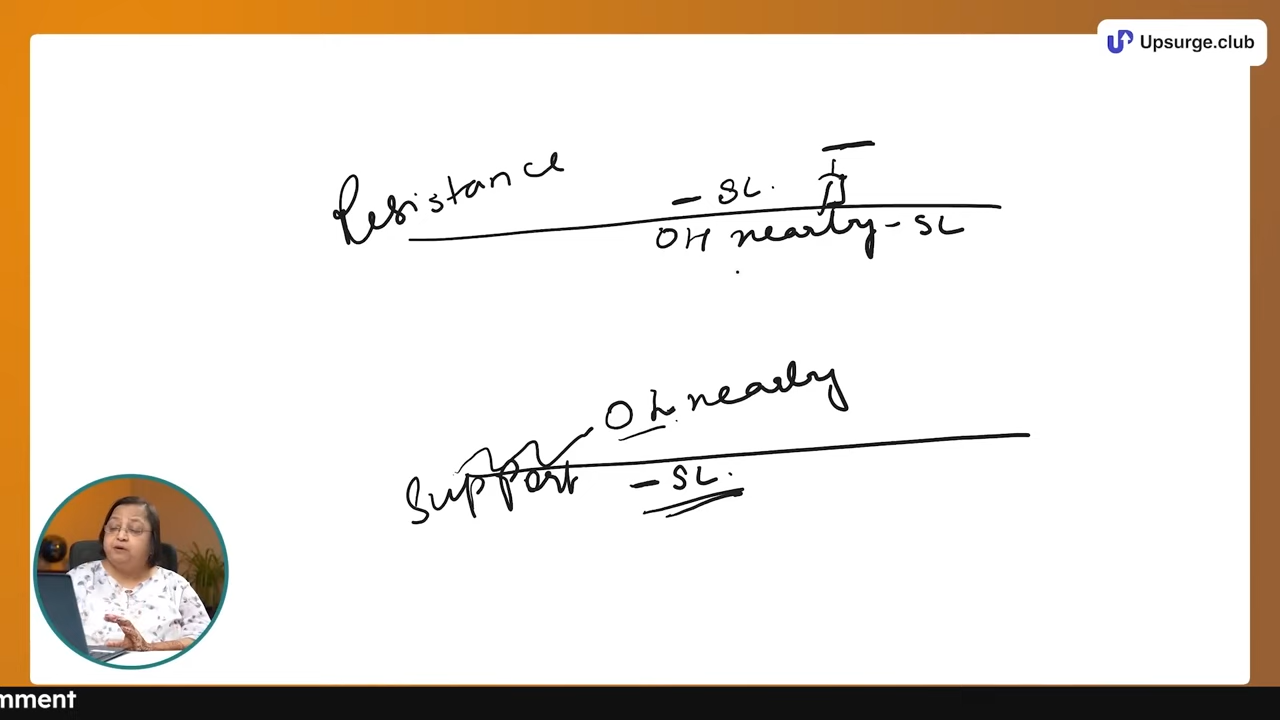 Upsurge.club
Resistance
- SL.
OH nearby - SL
OL nearby
Support
- SL.
mment